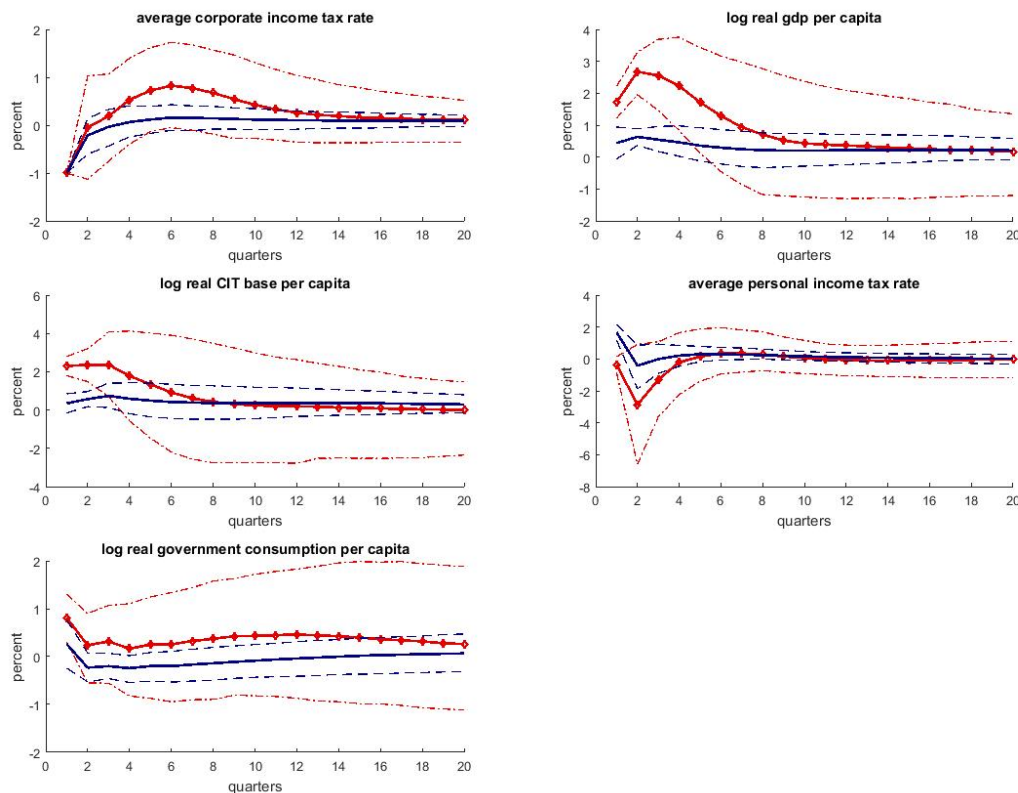 average corporate income tax rate
2
1
0
-1
-2
percent
0 2 4 6 8 10 12 14 16 18 20
quarters
log real gdp per capita
4
3
2
1
0
-1
-2
percent
0 2 4 6 8 10 12 14 16 18 20
quarters
log real CIT base per capita
6
4
2
0
-2
-4
percent
0 2 4 6 8 10 12 14 16 18 20
quarters
average personal income tax rate
4
2
0
-2
-4
-6
-8
percent
0 2 4 6 8 10 12 14 16 18 20
quarters
log real government consumption per capita
2
1
0
-1
-2
percent
0 2 4 6 8 10 12 14 16 18 20
quarters